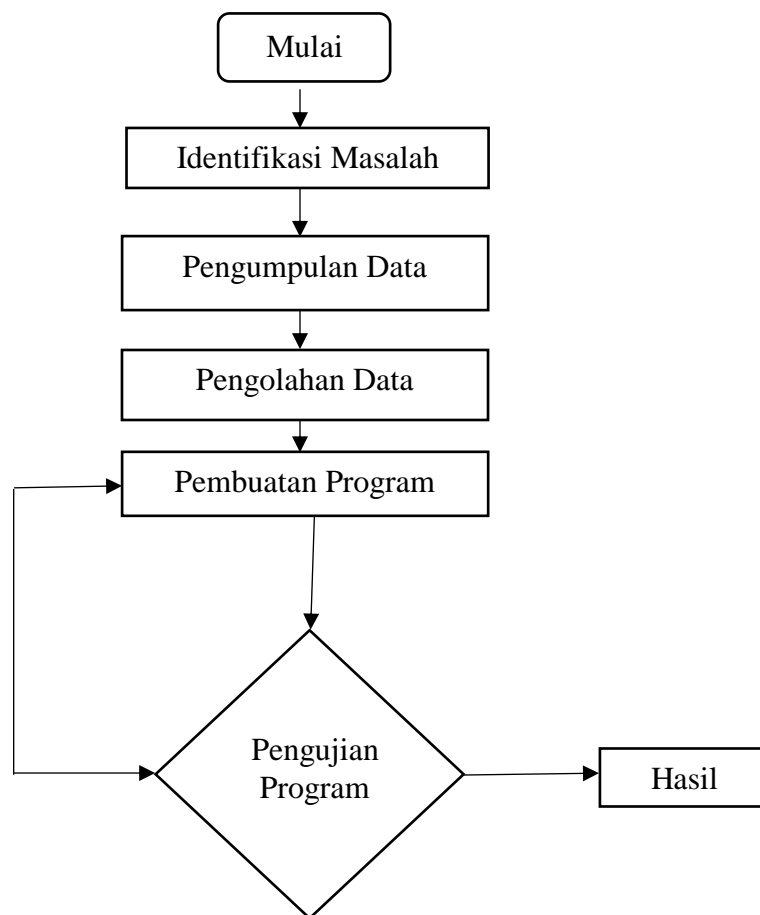 Mulai
Identifikasi Masalah
Pengumpulan Data
Pengolahan Data
Pembuatan Program
Pengujian
Program
Hasil